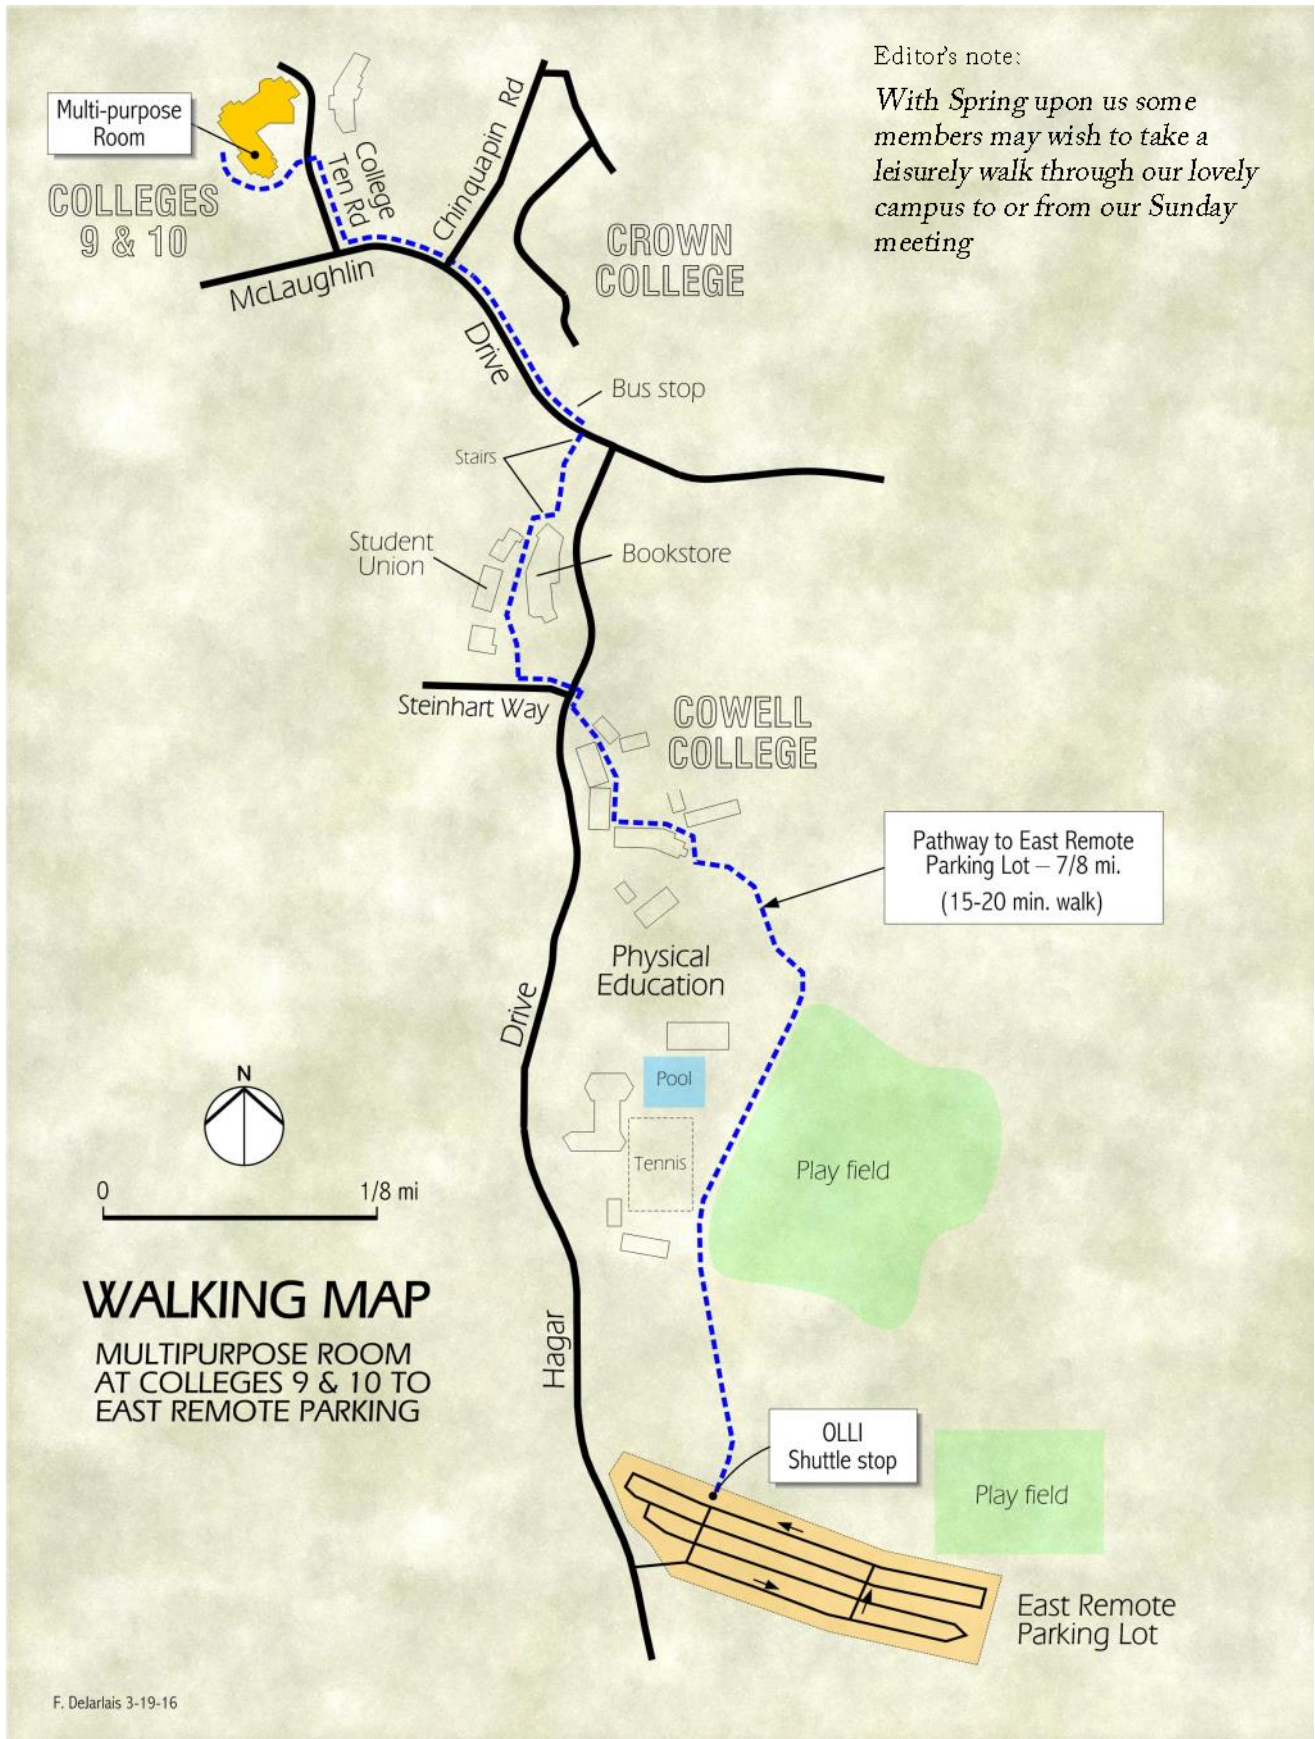 Editor's note:
With Spring upon us some
members may wish to take a
leisurely walk through our lovely
campus to or from our Sunday
meeting
Multi-purpose
Room
COLLEGES
9 & 10
College
Ten Rd
Chinquapin Rd
CROWN
COLLEGE
McLaughlin
Drive
Bus stop
Stairs
Student
Union
Bookstore
Steinhart Way
COWELL
COLLEGE
Pathway to East Remote
Parking Lot – 7/8 mi.
(15-20 min. walk)
Physical
Education
Drive
Pool
N
Tennis
Play field
0 1/8 mi
WALKING MAP
MULTIPURPOSE ROOM
AT COLLEGES 9 & 10 TO
EAST REMOTE PARKING
Hagar
OLLI
Shuttle stop
Play field
East Remote
Parking Lot
F. DeJarlais 3-19-16